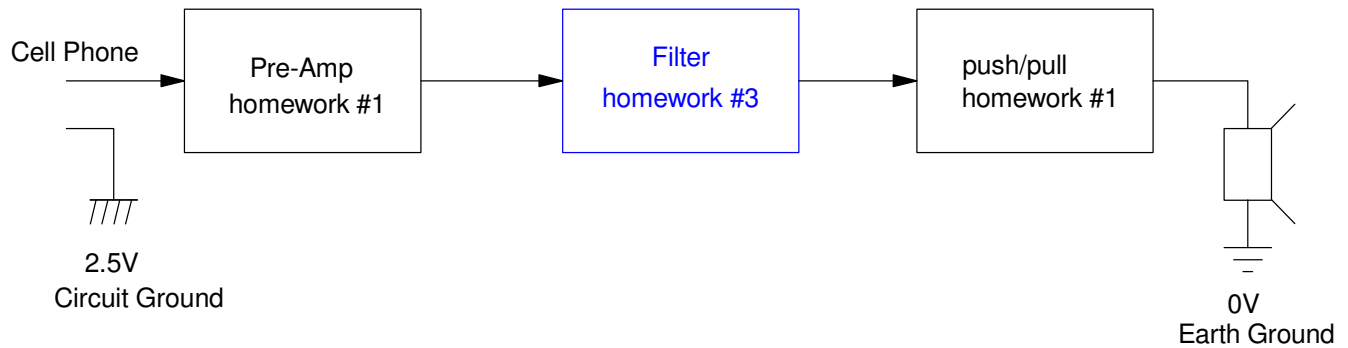 Cell Phone
Pre-Amp
homework #1
Filter
homework #3
push/pull
homework #1
2.5V
Circuit Ground
0V
Earth Ground